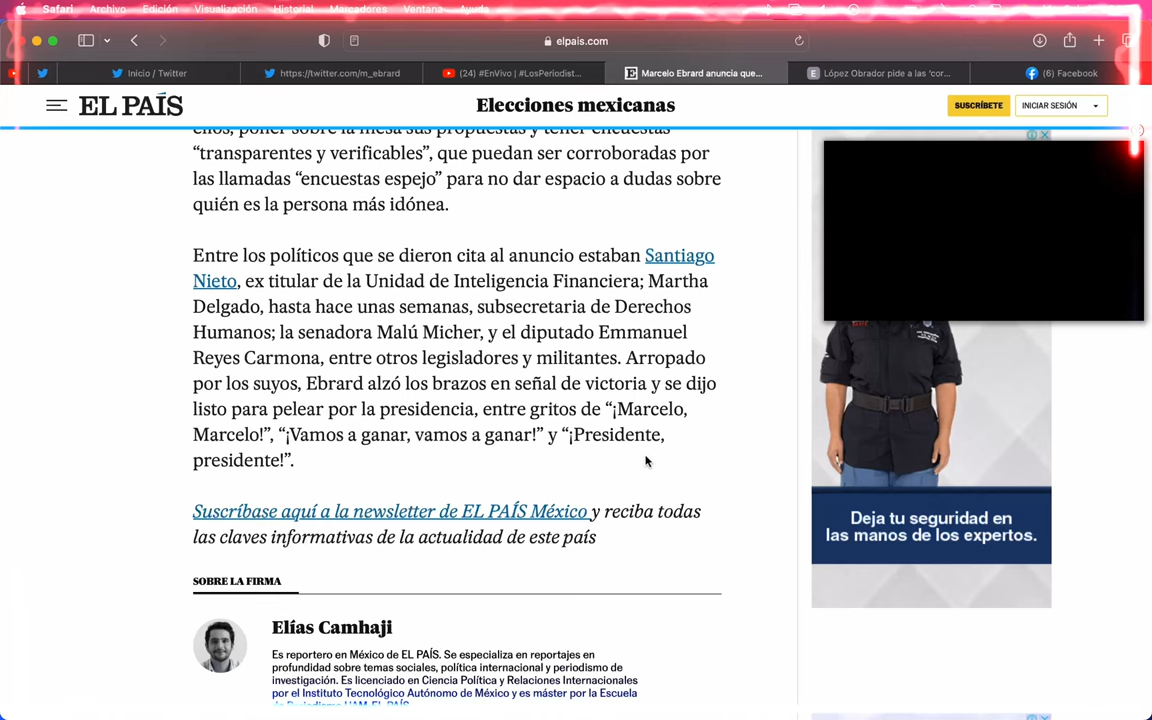 Safari Archivo Edición Visualización Historial Marcadores Ventana Ayuda
elpais.com
Inicio / Twitter
https://twitter.com/m_ebrard
(24) #EnVivo | #LosPeriodist...
Marcelo Ebrard anuncia que...
López Obrador pide a las 'cor...
(6) Facebook
EL PAÍS
Elecciones mexicanas
SUSCRÍBETE
INICIAR SESIÓN
ellos, poner sobre la mesa sus propuestas y tener encuestas
“transparentes y verificables”, que puedan ser corroboradas por
las llamadas “encuestas espejo” para no dar espacio a dudas sobre
quién es la persona más idónea.
Entre los políticos que se dieron cita al anuncio estaban Santiago
Nieto, ex titular de la Unidad de Inteligencia Financiera; Martha
Delgado, hasta hace unas semanas, subsecretaria de Derechos
Humanos; la senadora Malú Micher, y el diputado Emmanuel
Reyes Carmona, entre otros legisladores y militantes. Arropado
por los suyos, Ebrard alzó los brazos en señal de victoria y se dijo
listo para pelear por la presidencia, entre gritos de “¡Marcelo,
Marcelo!”, “¡Vamos a ganar, vamos a ganar!” y “¡Presidente,
presidente!”.
Suscríbase aquí a la newsletter de EL PAÍS México y reciba todas
las claves informativas de la actualidad de este país
SOBRE LA FIRMA
Elías Camhaji
Es reportero en México de EL PAÍS. Se especializa en reportajes en
profundidad sobre temas sociales, política internacional y periodismo de
investigación. Es licenciado en Ciencia Política y Relaciones Internacionales
por el Instituto Tecnológico Autónomo de México y es máster por la Escuela
de Periodismo UAM-EL PAÍS.
Deja tu seguridad en
las manos de los expertos.